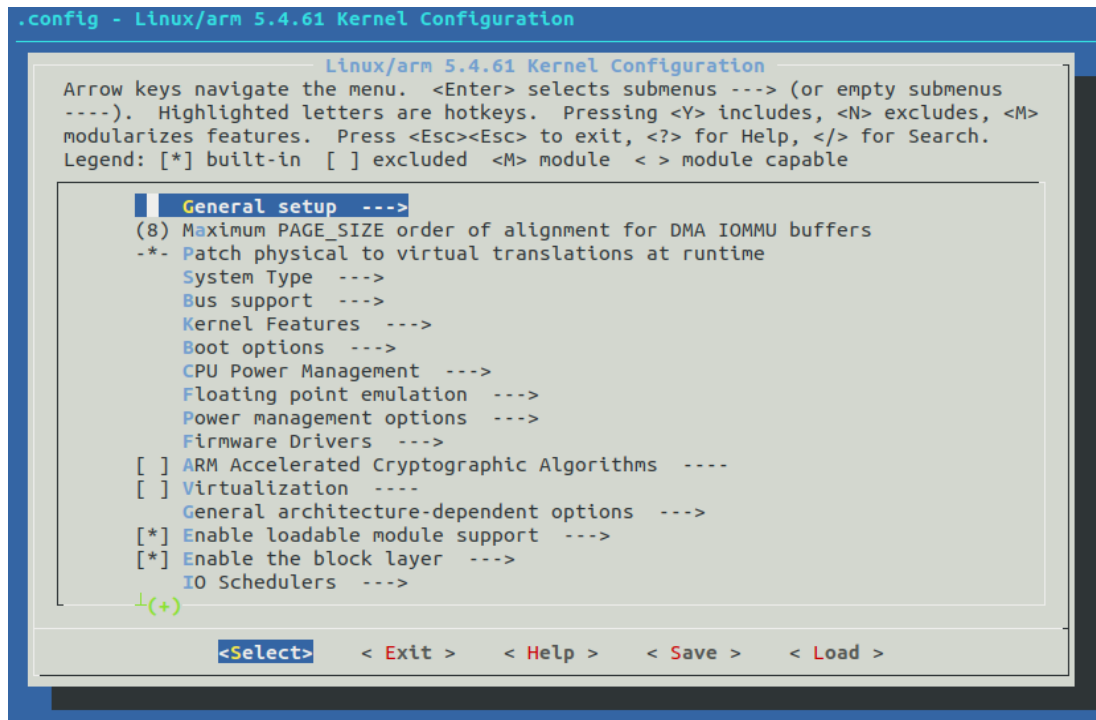 .config - Linux/arm 5.4.61 Kernel Configuration
Linux/arm 5.4.61 Kernel Configuration
Arrow keys navigate the menu.  <Enter> selects submenus ---> (or empty submenus
----).  Highlighted letters are hotkeys.  Pressing <Y> includes, <N> excludes, <M>
modularizes features.  Press <Esc><Esc> to exit, <?> for Help, </> for Search.
Legend: [*] built-in  [ ] excluded  <M> module  < > module capable
General setup  --->
(8) Maximum PAGE_SIZE order of alignment for DMA IOMMU buffers
-*- Patch physical to virtual translations at runtime
System Type  --->
Bus support  --->
Kernel Features  --->
Boot options  --->
CPU Power Management  --->
Floating point emulation  --->
Power management options  --->
Firmware Drivers  --->
[ ] ARM Accelerated Cryptographic Algorithms  ----
[ ] Virtualization  ----
General architecture-dependent options  --->
[*] Enable loadable module support  --->
[*] Enable the block layer  --->
IO Schedulers  --->
┴(+)
<Select>    < Exit >    < Help >    < Save >    < Load >